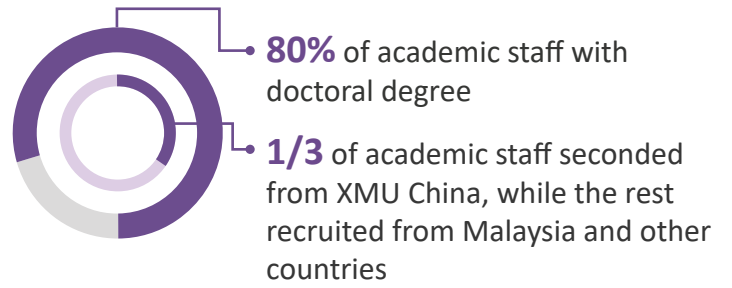 80% of academic staff with
doctoral degree
1/3 of academic staff seconded
from XMU China, while the rest
recruited from Malaysia and other
countries